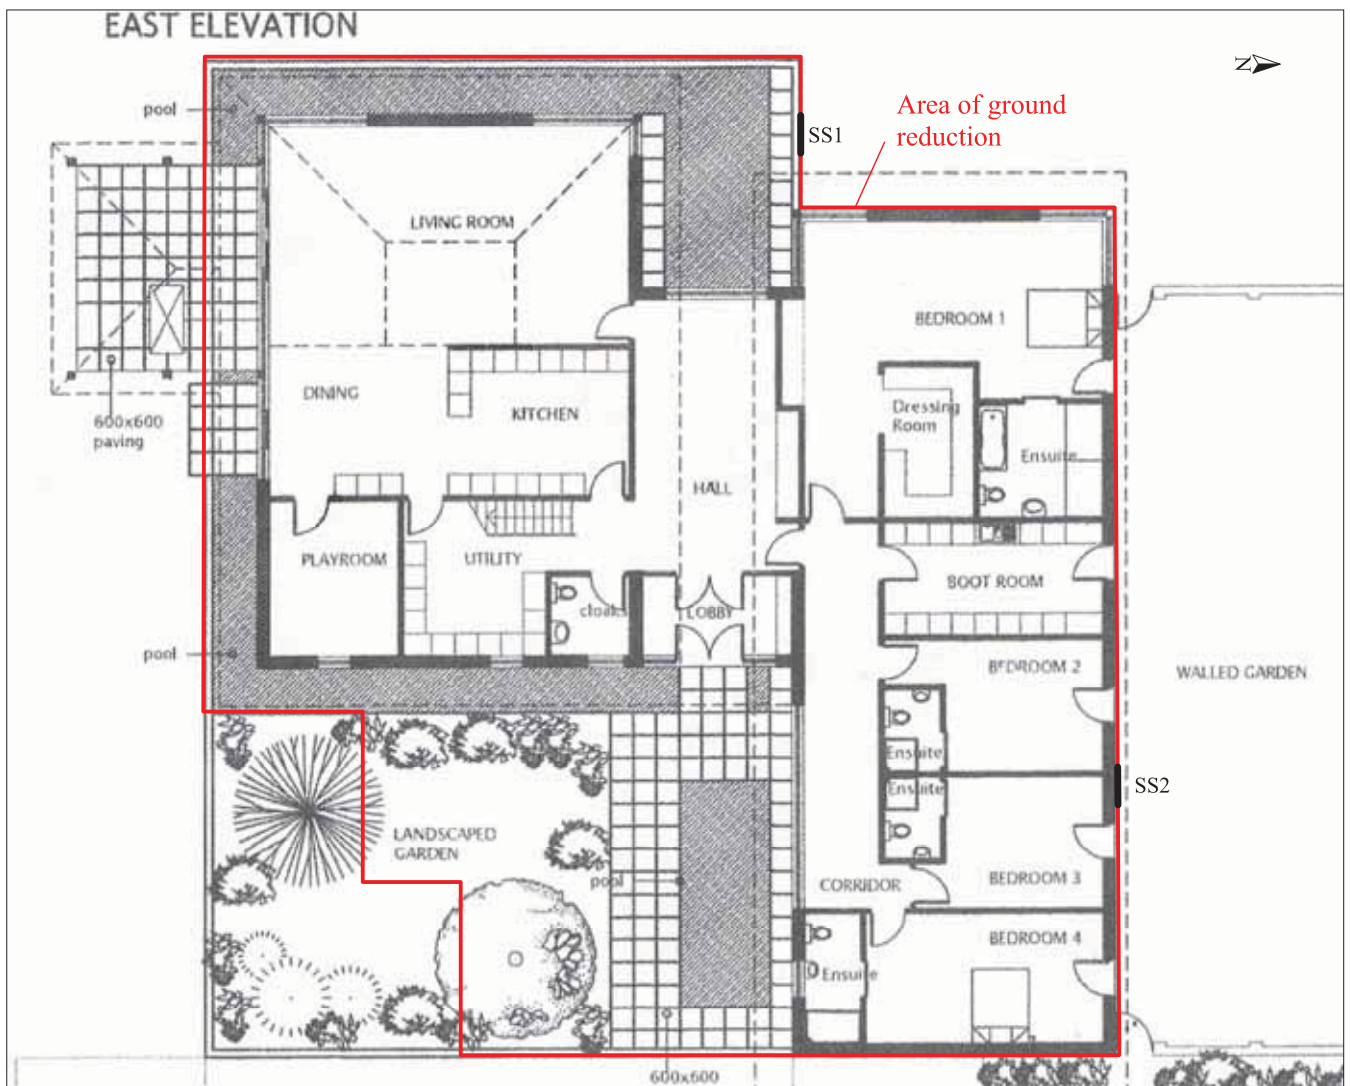 EAST ELEVATION
N
pool
Area of ground
reduction
SS1
LIVING ROOM
BEDROOM 1
DINING
KITCHEN
Dressing
Room
600x600
paving
Ensuite
HALL
PLAYROOM
UTILITY
BOOT ROOM
cloaks
LOBBY
pool
BEDROOM 2
WALLED GARDEN
Ensuite
Ensuite
SS2
LANDSCAPED
GARDEN
pool
CORRIDOR
BEDROOM 3
BEDROOM 4
Ensuite
600x600